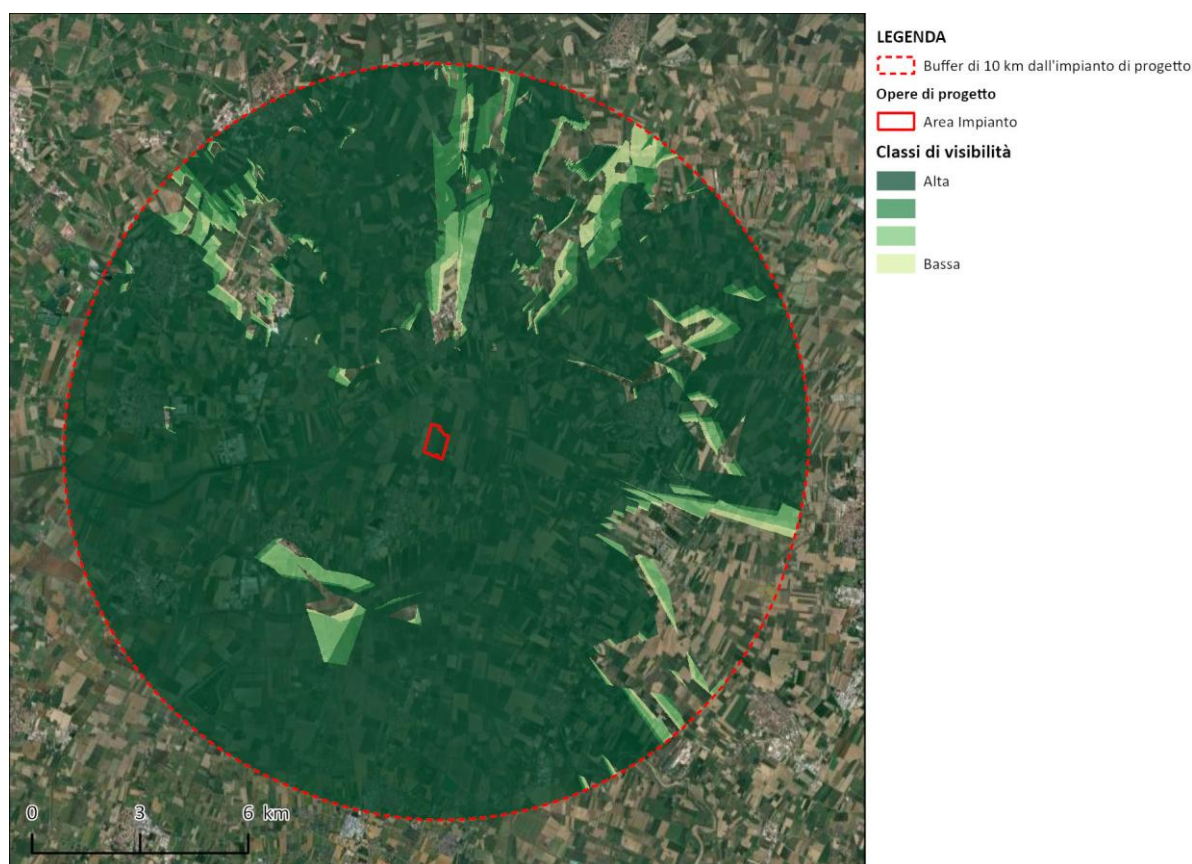 LEGENDA
Buffer di 10 km dall'impianto di progetto
Opere di progetto
Area Impianto
Classi di visibilità
Alta
Bassa
0 3 6 km